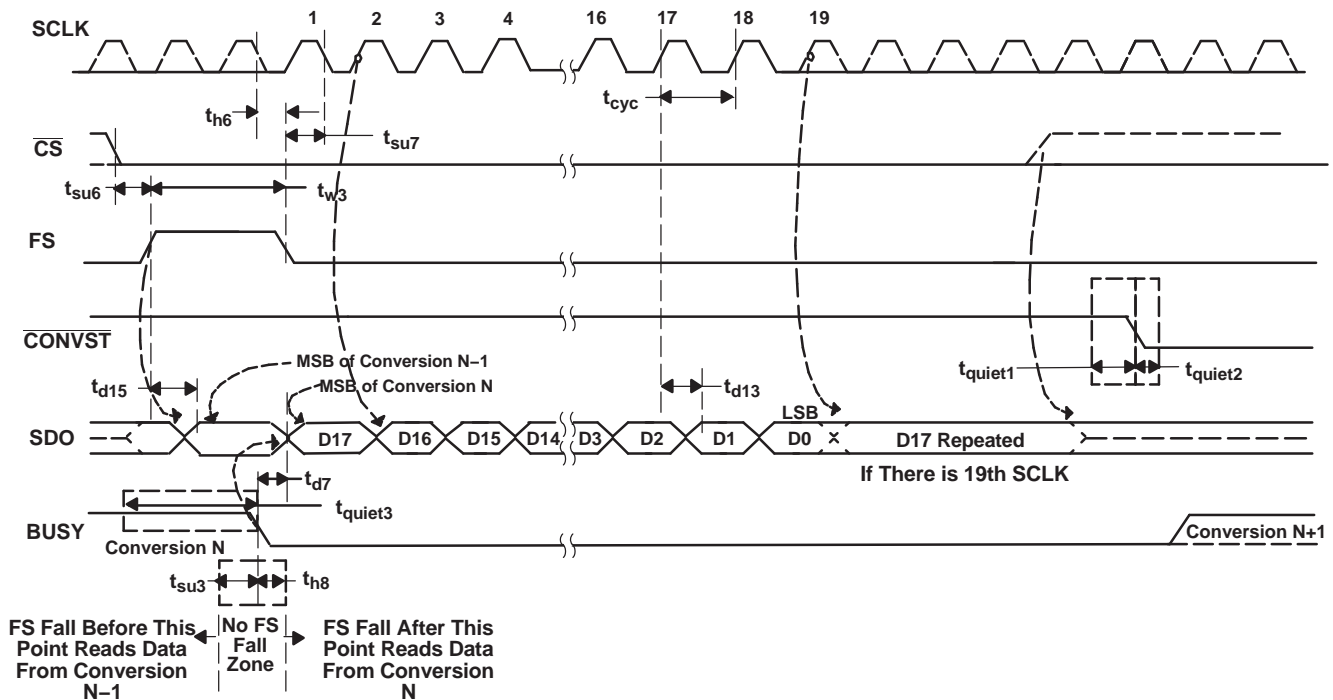 SCLK
1 2 3 4 16 17 18 19
th6
tcyc
tsu7
CS
tsu6
tw3
FS
CONVST
tquiet1
tquiet2
MSB of Conversion N–1
MSB of Conversion N
td15
td13
LSB
SDO
D17 D16 D15 D14 D3 D2 D1 D0 D17 Repeated
If There is 19th SCLK
td7
tquiet3
BUSY
Conversion N
Conversion N+1
tsu3
th8
FS Fall Before This
Point Reads Data
From Conversion
N–1
No FS
Fall
Zone
FS Fall After This
Point Reads Data
From Conversion
N